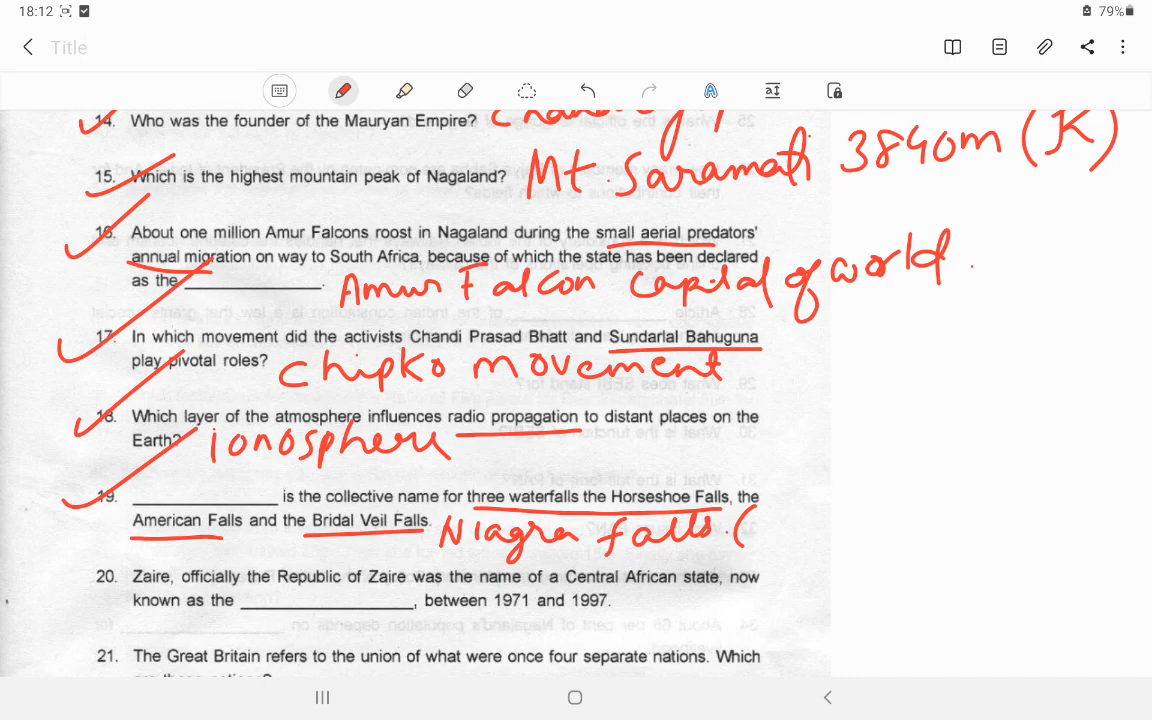 18:12
79%
Title
14. Who was the founder of the Mauryan Empire?
15. Which is the highest mountain peak of Nagaland? Mt. Saramati 3840m (K)
16. About one million Amur Falcons roost in Nagaland during the small aerial predators'
annual migration on way to South Africa, because of which the state has been declared
as the ________________. Amur Falcon capital of world.
17. In which movement did the activists Chandi Prasad Bhatt and Sundarlal Bahuguna
play pivotal roles? Chipko movement
18. Which layer of the atmosphere influences radio propagation to distant places on the
Earth? ionosphere
19. ________________ is the collective name for three waterfalls the Horseshoe Falls, the
American Falls and the Bridal Veil Falls. Niagra falls. (
20. Zaire, officially the Republic of Zaire was the name of a Central African state, now
known as the ________________, between 1971 and 1997.
21. The Great Britain refers to the union of what were once four separate nations. Which